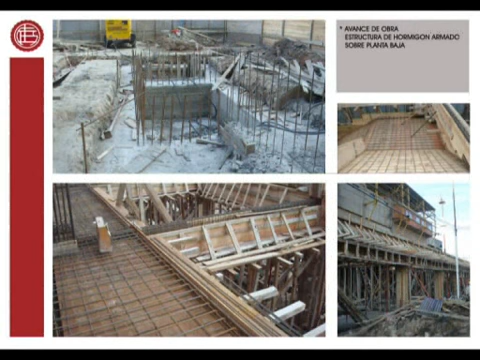 * AVANCE DE OBRA
ESTRUCTURA DE HORMIGON ARMADO
SOBRE PLANTA BAJA